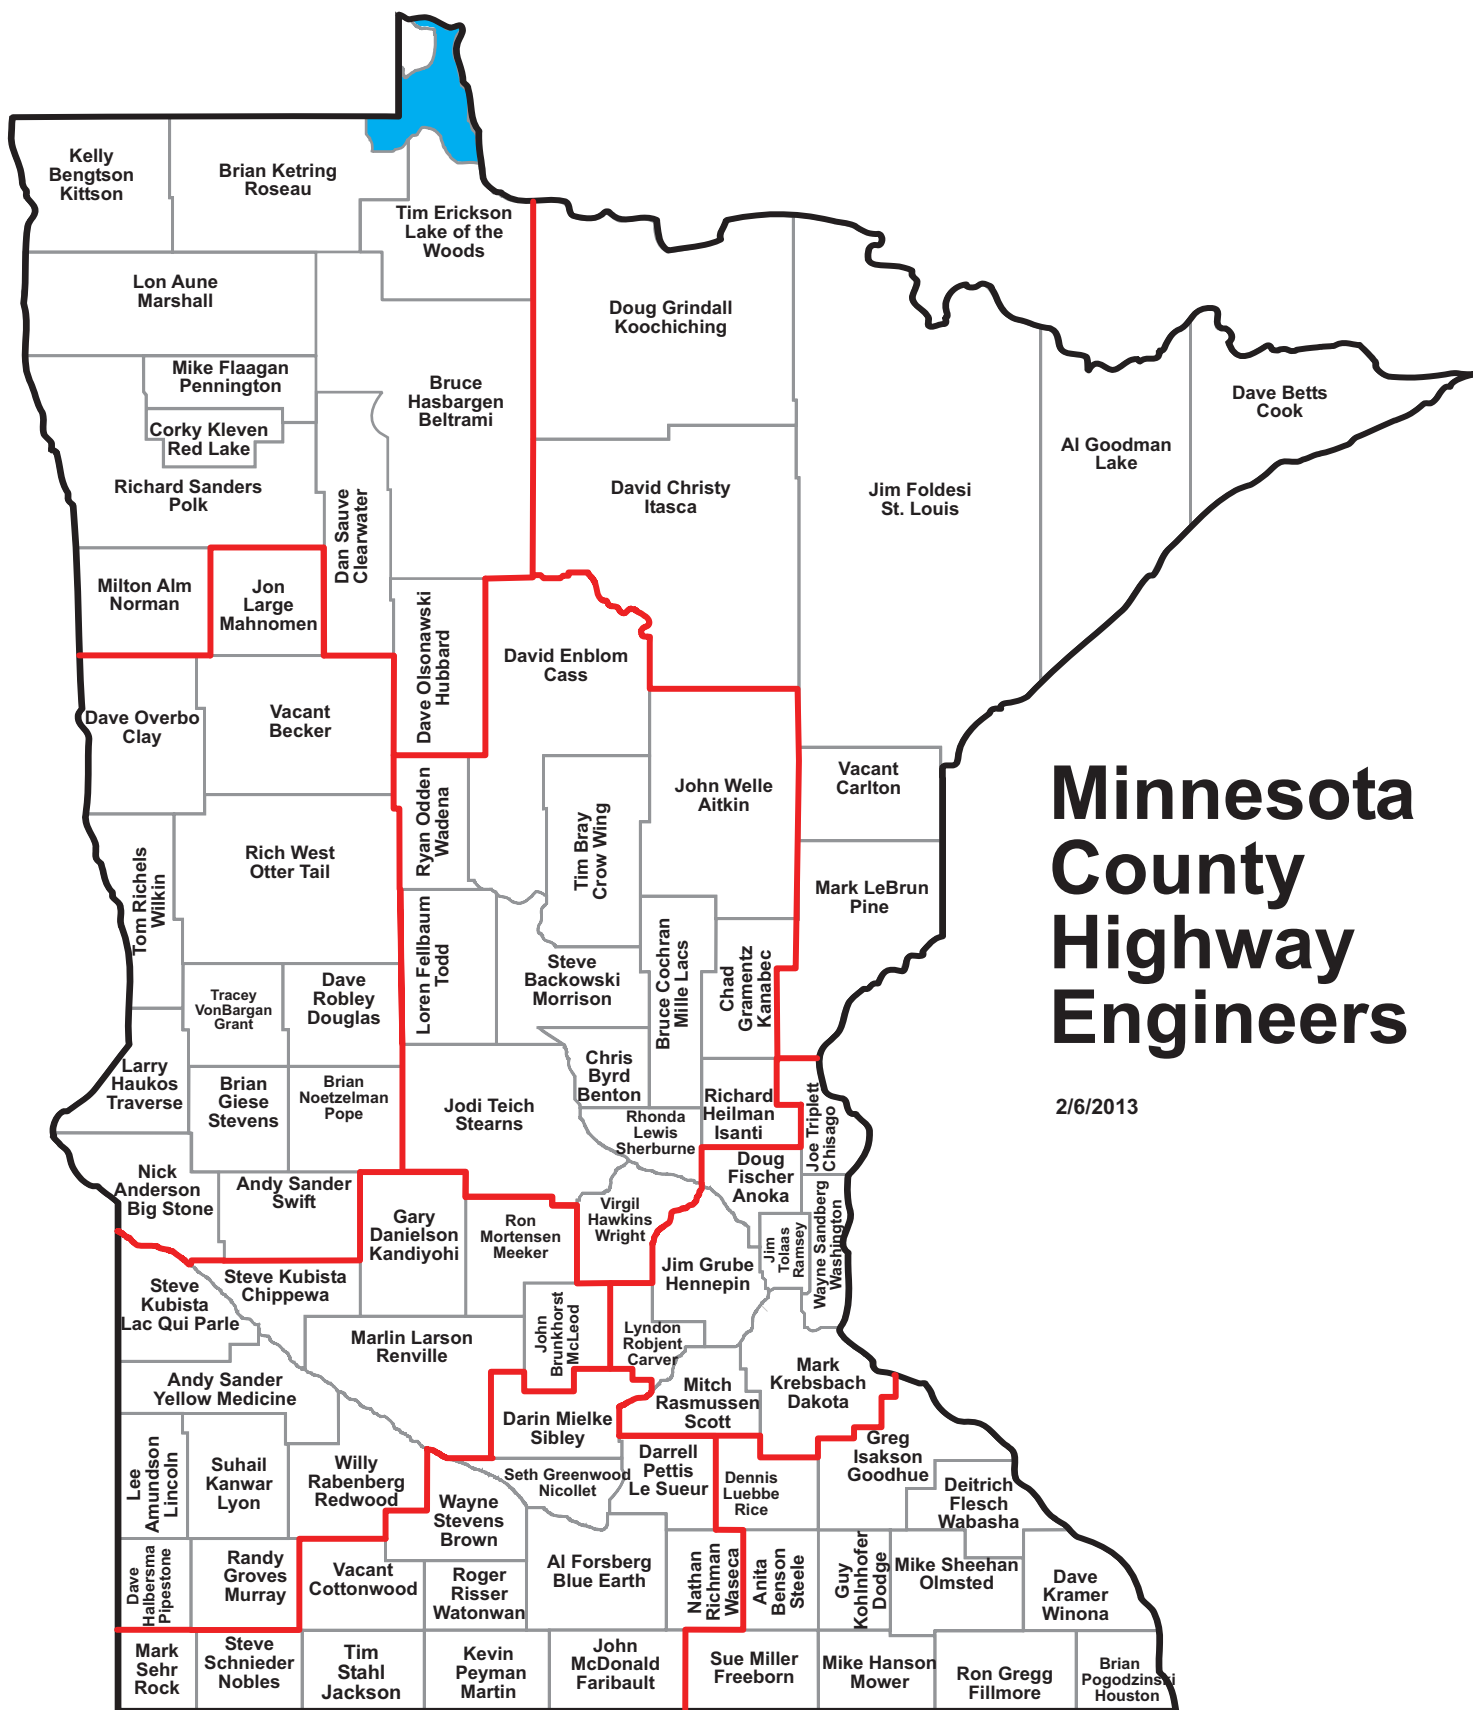 Kelly
Bengtson
Kittson
Brian Ketring
Roseau
Tim Erickson
Lake of the
Woods
Lon Aune
Marshall
Doug Grindall
Koochiching
Mike Flaagan
Pennington
Bruce
Hasbargen
Beltrami
Dave Betts
Cook
Corky Kleven
Red Lake
Al Goodman
Lake
Richard Sanders
Polk
David Christy
Itasca
Jim Foldesi
St. Louis
Dan Sauve
Clearwater
Milton Alm
Norman
Jon
Large
Mahnomen
Dave Olsonawski
Hubbard
David Enblom
Cass
Dave Overbo
Clay
Vacant
Becker
John Welle
Aitkin
Vacant
Carlton
Ryan Odden
Wadena
Tim Bray
Crow Wing
Minnesota
County
Highway
Engineers
2/6/2013
Tom Richels
Wilkin
Rich West
Otter Tail
Mark LeBrun
Pine
Loren Fellbaum
Todd
Steve
Backowski
Morrison
Bruce Cochran
Mille Lacs
Chad
Gramentz
Kanabec
Tracey
VonBargan
Grant
Dave
Robley
Douglas
Larry
Haukos
Traverse
Brian
Giese
Stevens
Brian
Noetzelman
Pope
Jodi Teich
Stearns
Chris
Byrd
Benton
Rhonda
Lewis
Sherburne
Richard
Heilman
Isanti
Joe Triplett
Chisago
Nick
Anderson
Big Stone
Andy Sander
Swift
Gary
Danielson
Kandiyohi
Ron
Mortensen
Meeker
Virgil
Hawkins
Wright
Doug
Fischer
Anoka
Jim
Tolaas
Ramsey
Wayne Sandberg
Washington
Jim Grube
Hennepin
Steve
Kubista
Lac Qui Parle
Steve Kubista
Chippewa
Marlin Larson
Renville
John
Brunkhorst
McLeod
Lyndon
Robjent
Carver
Mitch
Rasmussen
Scott
Mark
Krebsbach
Dakota
Andy Sander
Yellow Medicine
Darin Mielke
Sibley
Lee
Amundson
Lincoln
Suhail
Kanwar
Lyon
Willy
Rabenberg
Redwood
Seth Greenwood
Nicollet
Darrell
Pettis
Le Sueur
Dennis
Luebbe
Rice
Greg
Isakson
Goodhue
Deitrich
Flesch
Wabasha
Wayne
Stevens
Brown
Dave
Halbersma
Pipestone
Randy
Groves
Murray
Vacant
Cottonwood
Roger
Risser
Watonwan
Al Forsberg
Blue Earth
Nathan
Richman
Waseca
Anita
Benson
Steele
Guy
Kohlnhofer
Dodge
Mike Sheehan
Olmsted
Dave
Kramer
Winona
Mark
Sehr
Rock
Steve
Schnieder
Nobles
Tim
Stahl
Jackson
Kevin
Peyman
Martin
John
McDonald
Faribault
Sue Miller
Freeborn
Mike Hanson
Mower
Ron Gregg
Fillmore
Brian
Pogodzinski
Houston